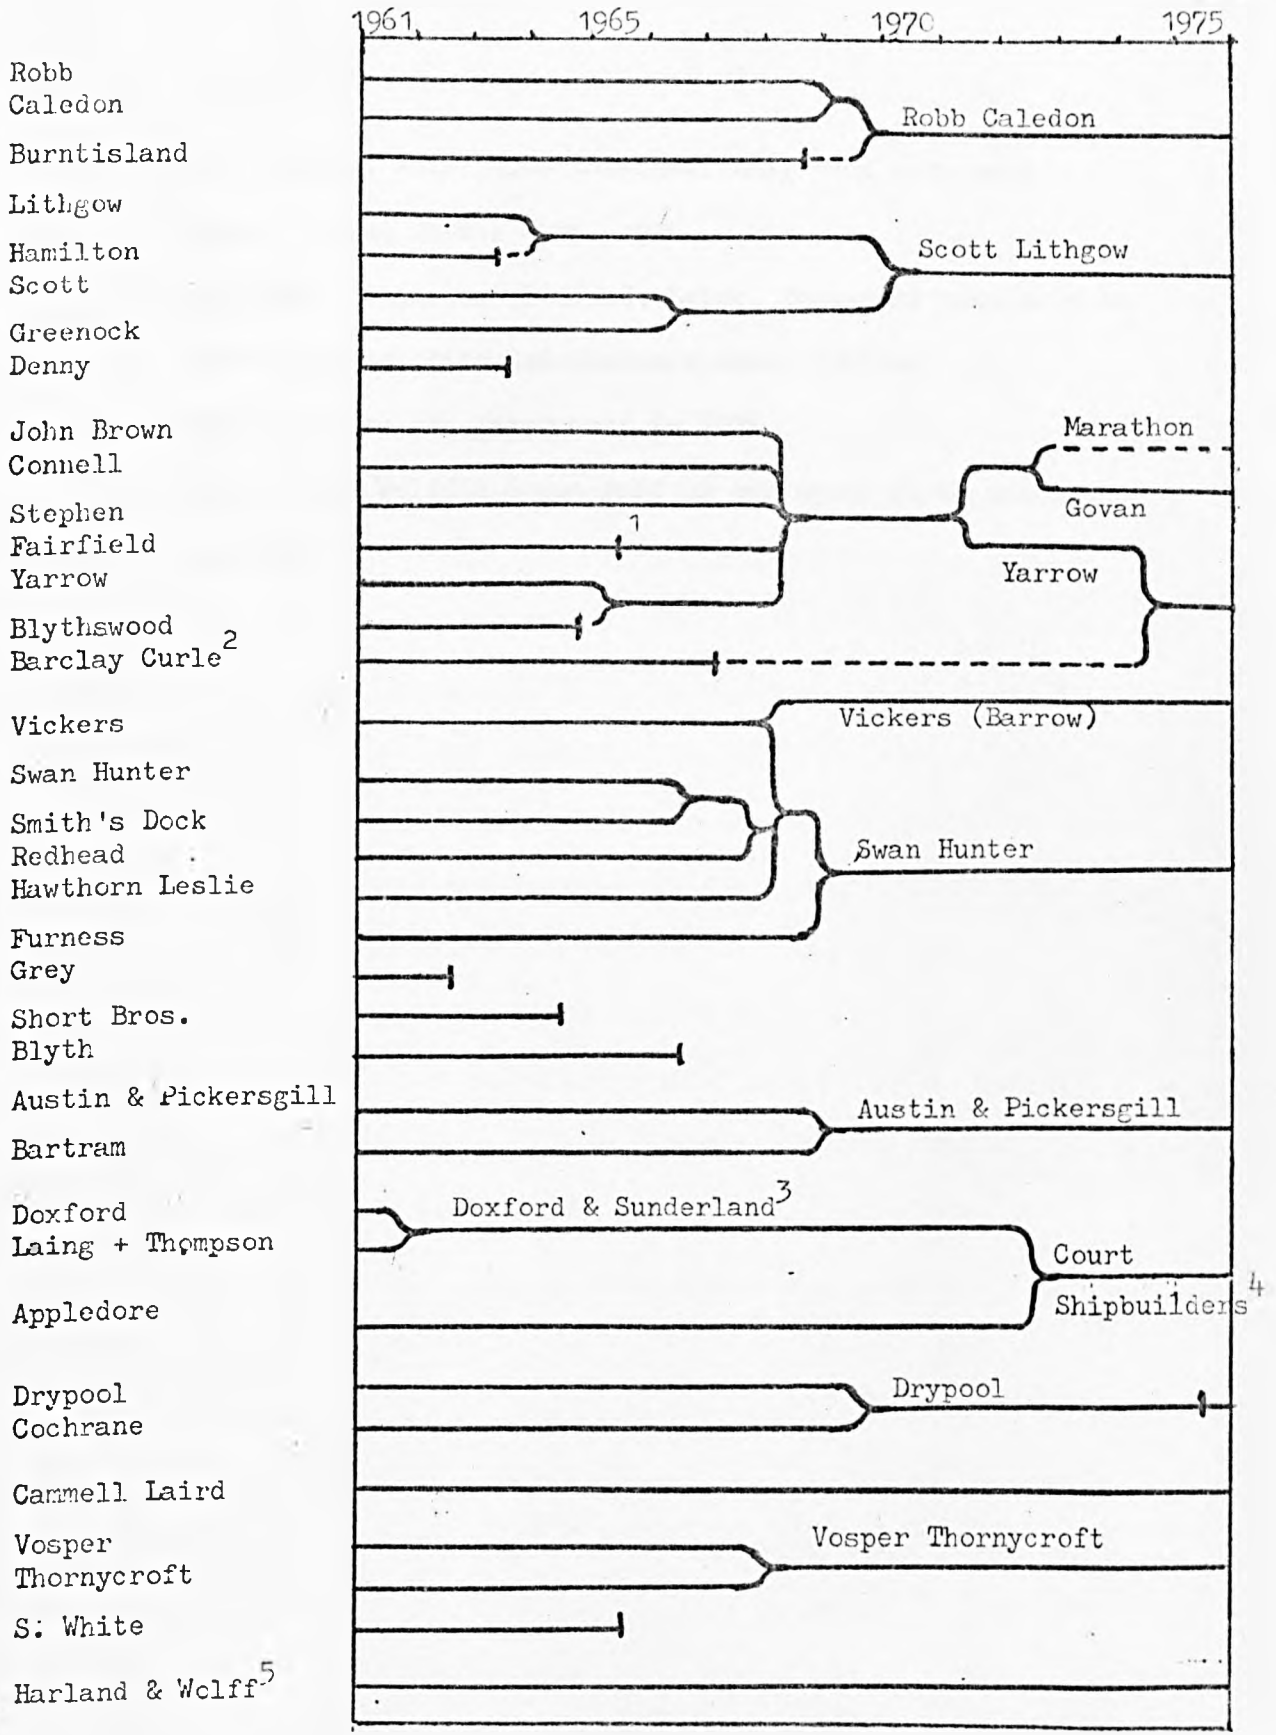 1961 1965 1970 1975
Robb
Caledon
Robb Caledon
Burntisland
Lithgow
Hamilton
Scott Lithgow
Scott
Greenock
Denny
John Brown
Marathon
Connell
Stephen
Govan
1
Fairfield
Yarrow
Yarrow
Blythswood
Barclay Curle2
Vickers
Vickers (Barrow)
Swan Hunter
Smith's Dock
Redhead
Swan Hunter
Hawthorn Leslie
Furness
Grey
Short Bros.
Blyth
Austin & Pickersgill
Austin & Pickersgill
Bartram
Doxford
Doxford & Sunderland3
Laing + Thompson
Court
Shipbuilders4
Appledore
Drypool
Drypool
Cochrane
Cammell Laird
Vosper
Vosper Thornycroft
Thornycroft
S. White
Harland & Wolff5